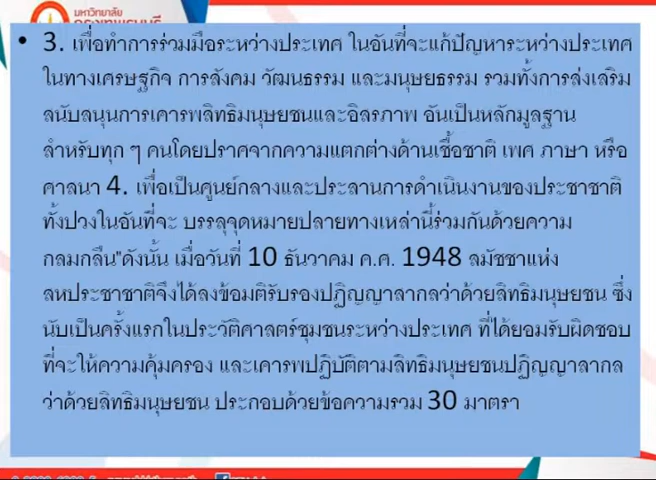 มหาวิทยาลัย
กรุงเทพธนบุรี
• 3. เพื่อทำการร่วมมือระหว่างประเทศ ในอันที่จะแก้ปัญหาระหว่างประเทศ
ในทางเศรษฐกิจ การสังคม วัฒนธรรม และมนุษยธรรม รวมทั้งการส่งเสริม
สนับสนุนการเคารพสิทธิมนุษยชนและอิสรภาพ อันเป็นหลักมูลฐาน
สำหรับทุก ๆ คนโดยปราศจากความแตกต่างด้านเชื้อชาติ เพศ ภาษา หรือ
ศาสนา 4. เพื่อเป็นศูนย์กลางและประสานการดำเนินงานของประชาชาติ
ทั้งปวงในอันที่จะ บรรลุจุดหมายปลายทางเหล่านี้ร่วมกันด้วยความ
กลมกลืน"ดังนั้น เมื่อวันที่ 10 ธันวาคม ค.ศ. 1948 สมัชชาแห่ง
สหประชาชาติจึงได้ลงข้อมติรับรองปฏิญญาสากลว่าด้วยสิทธิมนุษยชน ซึ่ง
นับเป็นครั้งแรกในประวัติศาสตร์ชุมชนระหว่างประเทศ ที่ได้ยอมรับผิดชอบ
ที่จะให้ความคุ้มครอง และเคารพปฏิบัติตามสิทธิมนุษยชนปฏิญญาสากล
ว่าด้วยสิทธิมนุษยชน ประกอบด้วยข้อความรวม 30 มาตรา